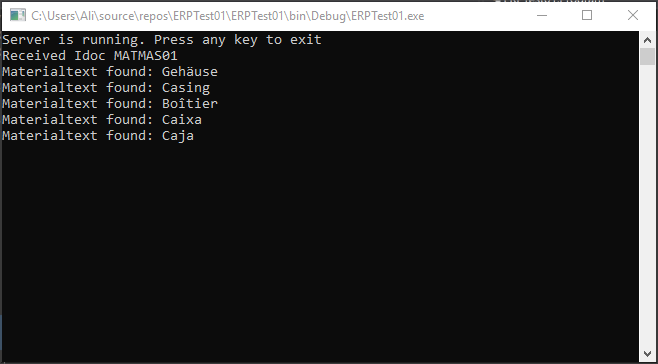 C:\Users\Ali\source\repos\ERPTest01\ERPTest01\bin\Debug\ERPTest01.exe
Server is running. Press any key to exit
Received Idoc MATMAS01
Materialtext found: Gehäuse
Materialtext found: Casing
Materialtext found: Boîtier
Materialtext found: Caixa
Materialtext found: Caja